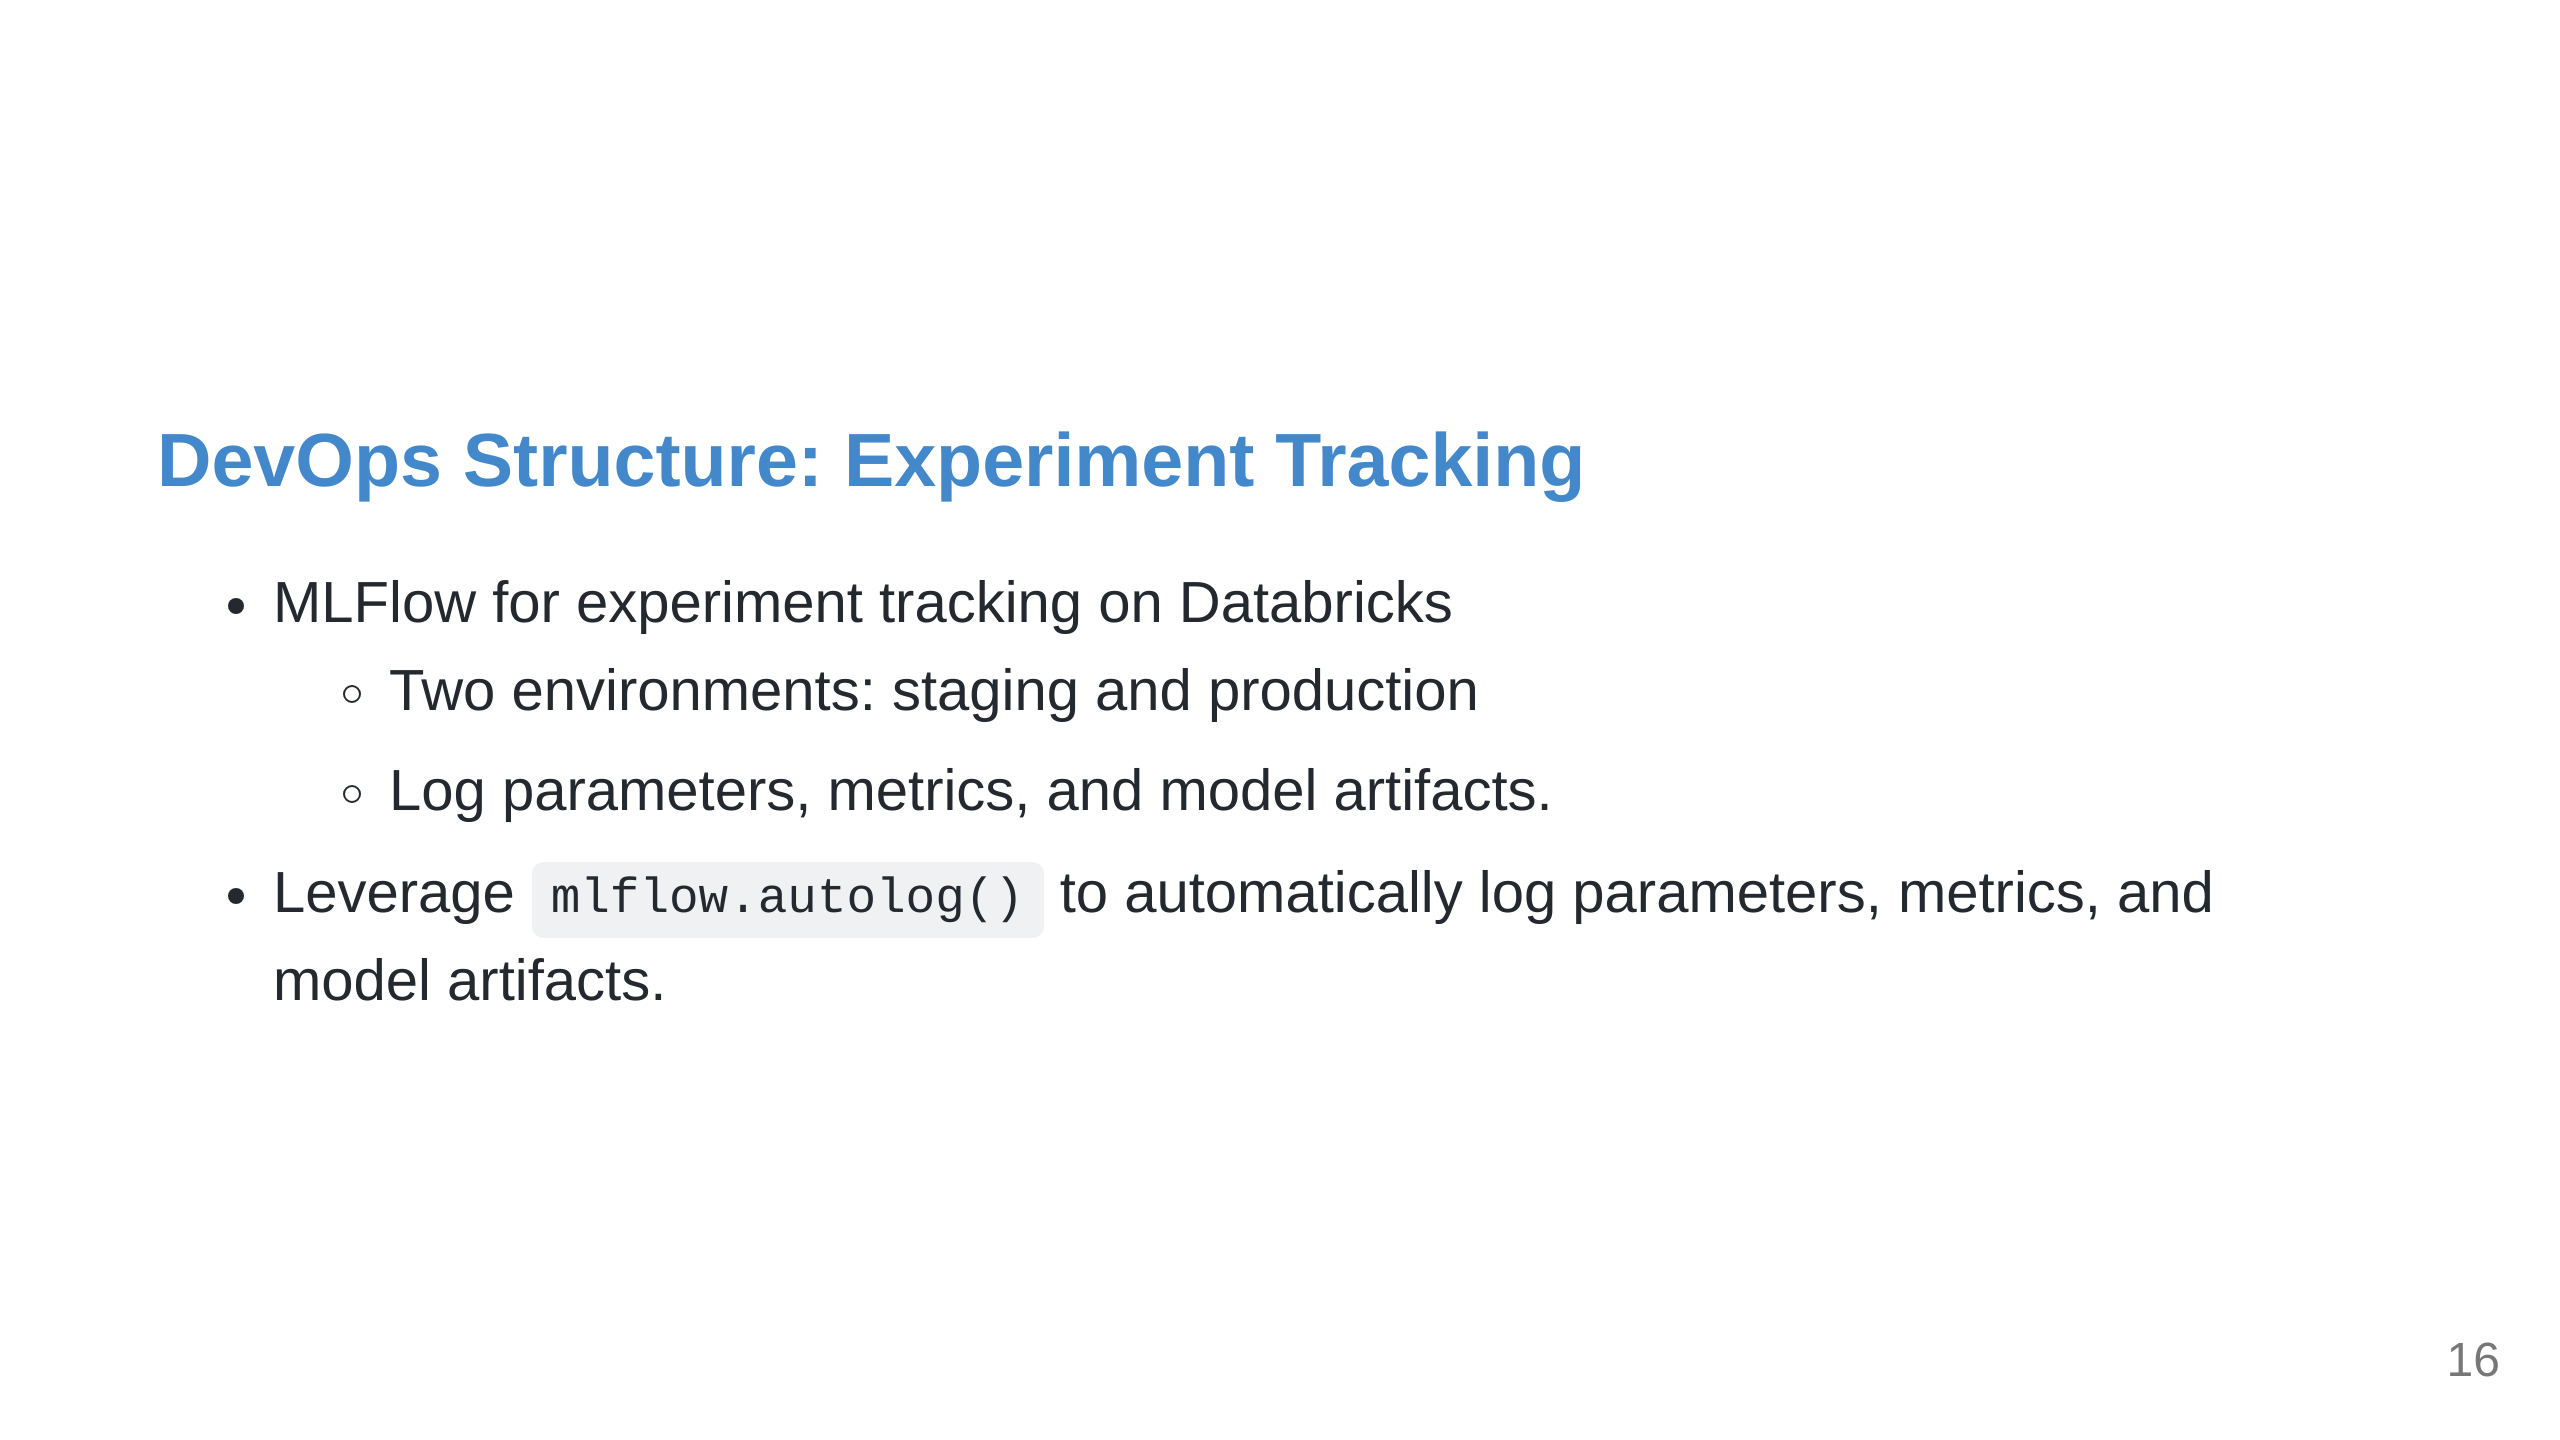 DevOps Structure: Experiment Tracking
MLFlow for experiment tracking on Databricks
Two environments: staging and production
Log parameters, metrics, and model artifacts.
Leverage mlflow.autolog() to automatically log parameters, metrics, and
model artifacts.
16